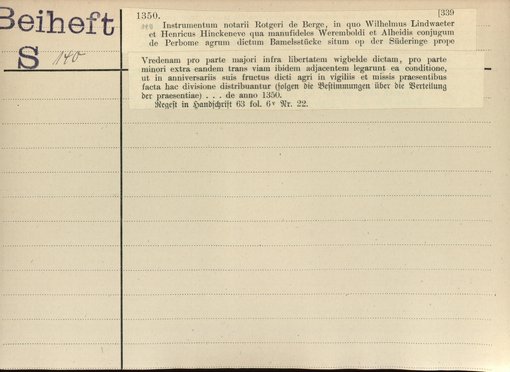 Beiheft
S 140
1350. [339
Instrumentum notarii Rotgeri de Berge, in quo Wilhelmus Lindwaeter
et Henricus Hinckeneve qua manufideles Weremboldi et Alheidis conjugum
de Perbome agrum dictum Bamelsstücke situm op der Süderinge prope
Vredenam pro parte majori infra libertatem wigbelde dictam, pro parte
minori extra eandem trans viam ibidem adjacentem legarunt ea conditione,
ut in anniversariis suis fructus dicti agri in vigiliis et missis praesentibus
facta hac divisione distribuantur (folgen die Bestimmungen über die Verteilung
der praesentiae) . . . de anno 1350.
Regest in Handschrift 63 fol. 6v Nr. 22.